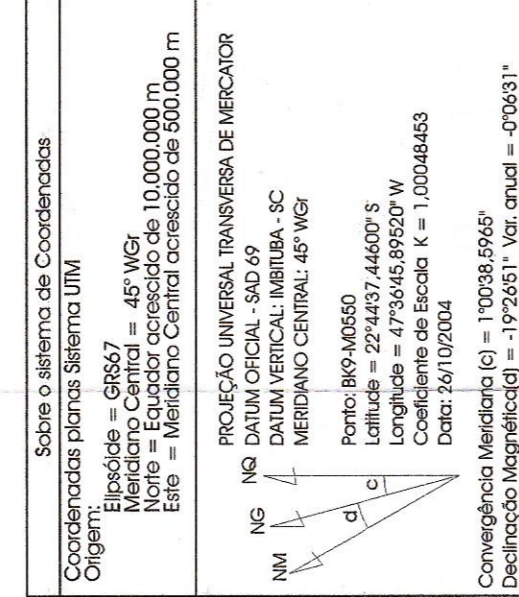 Sobre o sistema de Coordenadas
Coordenadas planas Sistema UTM
Origem:
Elipsóide = GRS67
Meridiano Central = 45° WGr
Norte = Equador acrescido de 10.000.000 m
Este = Meridiano Central acrescido de 500.000 m
PROJEÇÃO UNIVERSAL TRANSVERSA DE MERCATOR
DATUM OFICIAL - SAD 69
DATUM VERTICAL: IMBITUBA - SC
MERIDIANO CENTRAL: 45° WGr
NM
NG
NQ
d
c
Ponto: BK9-M0550
Latitude = 22°44'37,44600" S
Longitude = 47°36'45,89520" W
Coeficiente de Escala K = 1,00048453
Data: 26/10/2004
Convergência Meridiana (c) = 1°00'38,5965"
Declinação Magnética(d) = -19°26'51" Var. anual = -0°06'31"